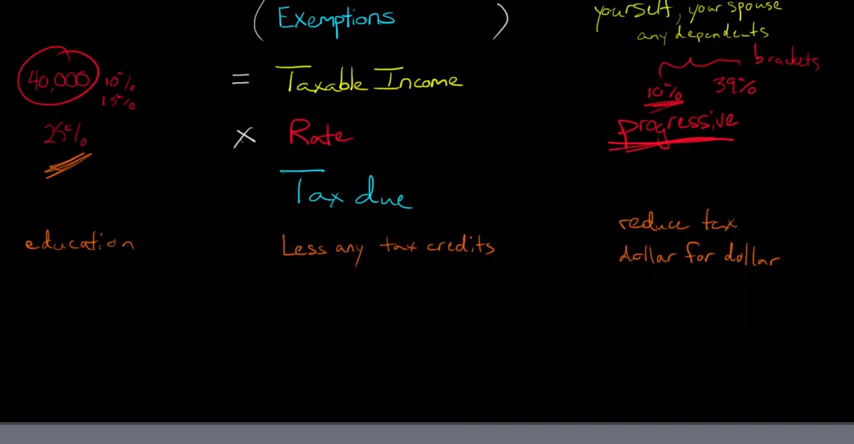 ( Exemptions )
yourself, your spouse
any dependents
brackets
40,000 10%
15%
= Taxable Income
10% 39%
25%
x Rate
progressive
Tax due
education
Less any tax credits
reduce tax
dollar for dollar